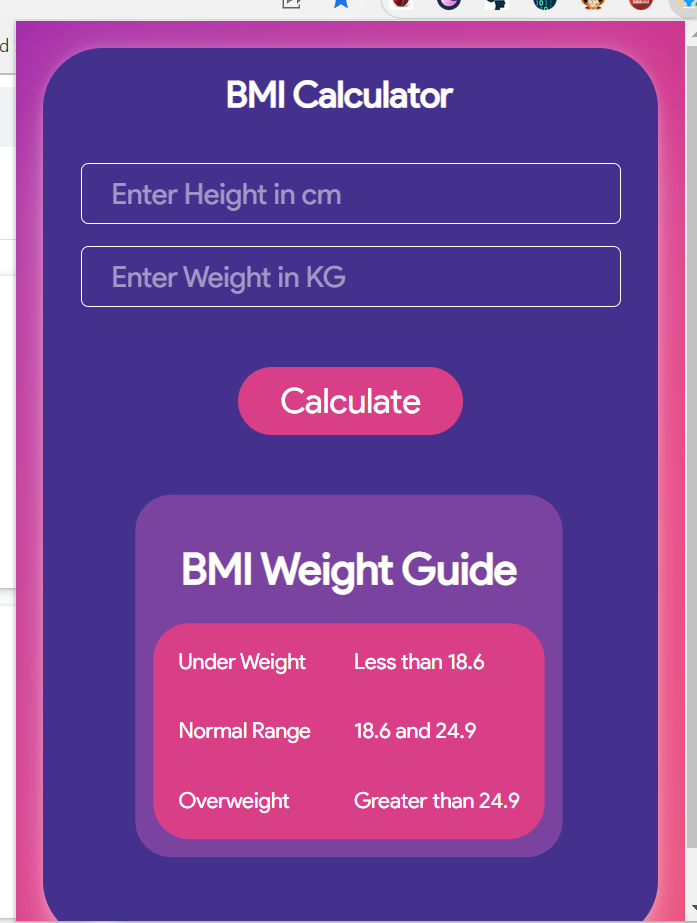 d
BMI Calculator
Enter Height in cm
Enter Weight in KG
Calculate
BMI Weight Guide
Under Weight Less than 18.6
Normal Range 18.6 and 24.9
Overweight Greater than 24.9